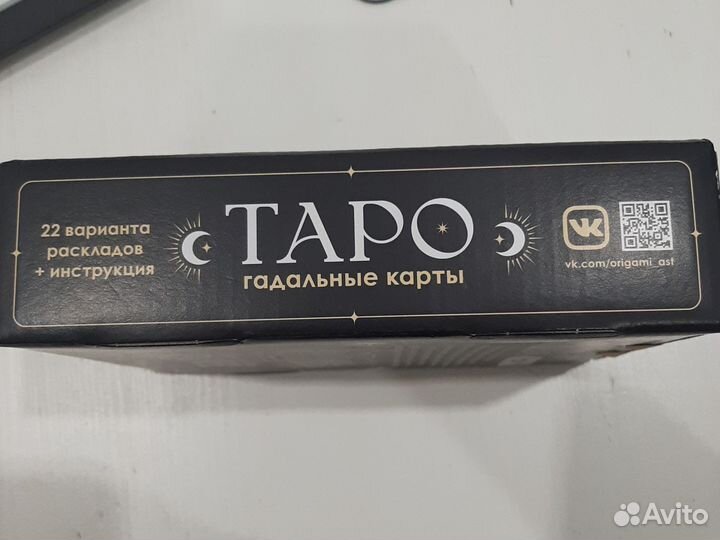 22 варианта
раскладов
+ инструкция
ТАРО
гадальные карты
vk.com/origami_ast
Avito